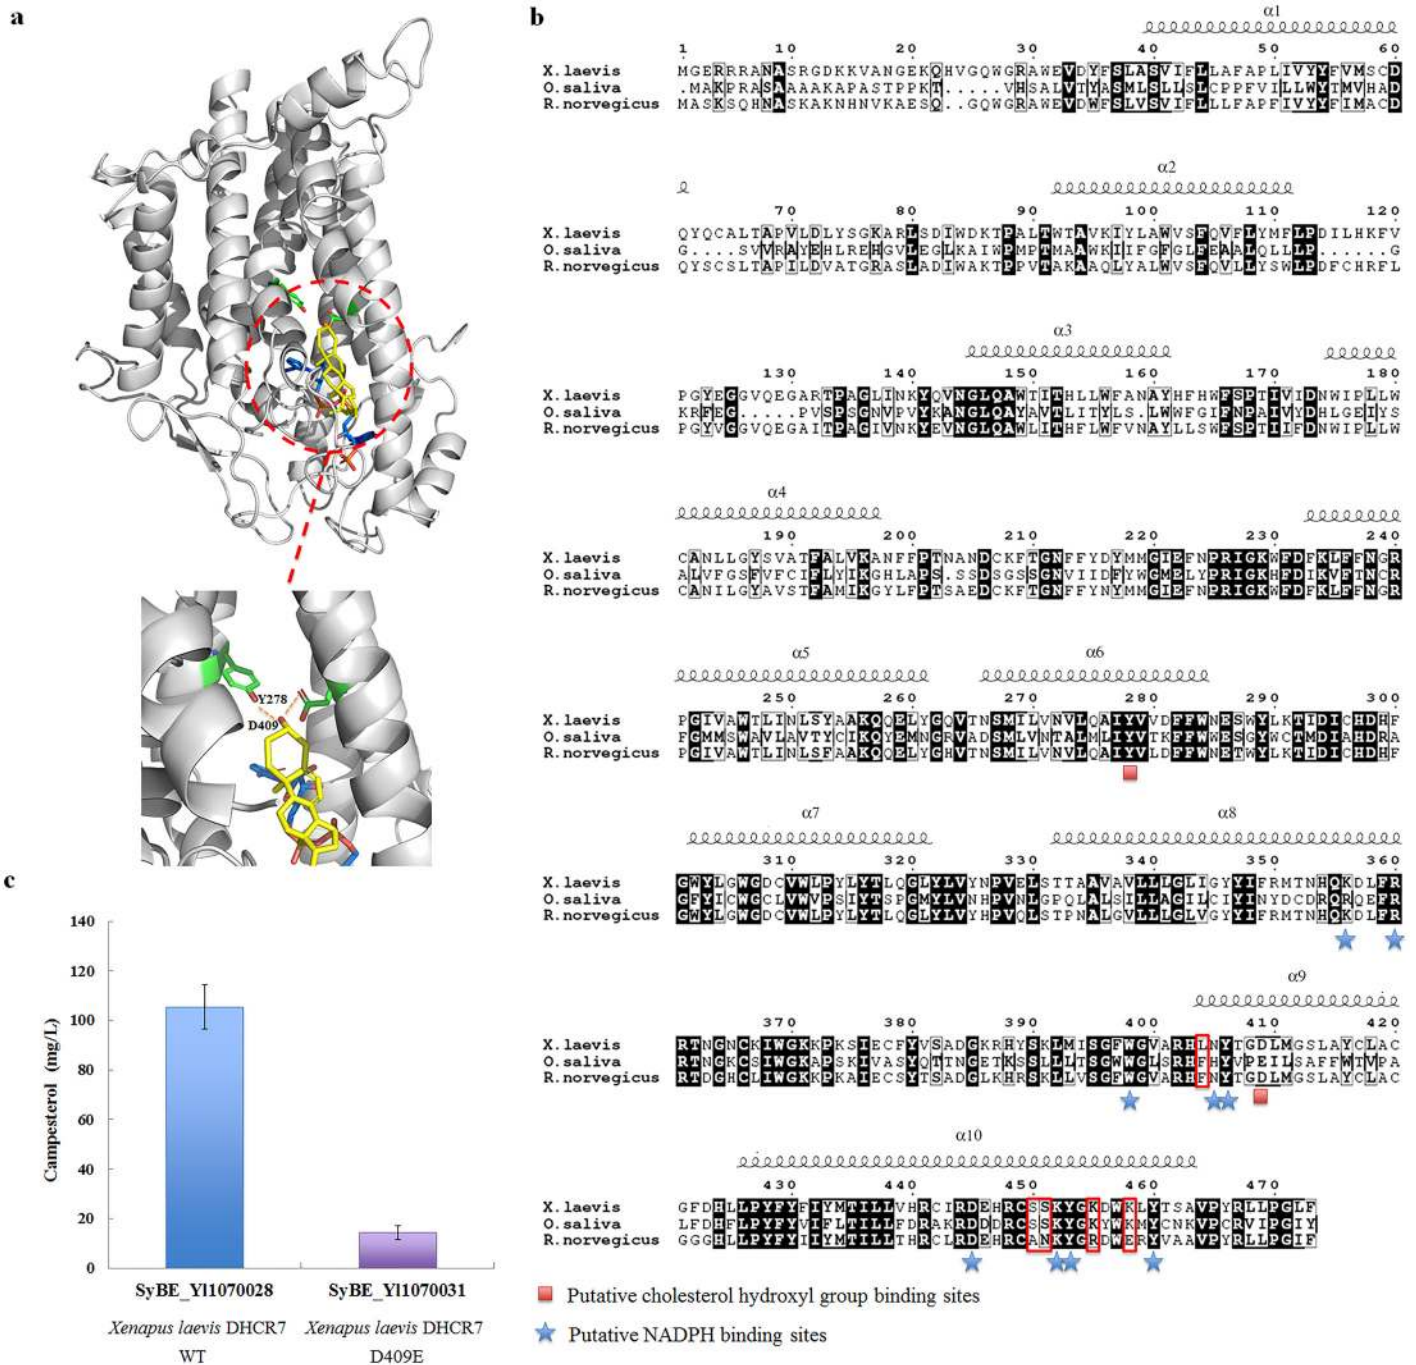 a
b
α1
1 10 20 30 40 50 60
X.laevis MGERRRANASRGDKKVANGEKQHVGQWGRAWEVDYFSLASVIFLLAFAPLIVYYFVMSCD
O.saliva .MAKPRASAAAAKAPASTPPKT.....VHSALVTYASMLSLLSLCPPFVILLWYTMVHAD
R.norvegicus MASKSQHNASKAKNHNVKAESQ..GQWGRAWEVDWFSLVSVIFLLLFAPFIVYYFIMACD
α2
70 80 90 100 110 120
X.laevis QYQCALTAPVLDLYSGKARLSDIWDKTPALTWTAVKIYLAWVSFQVFLYMFLPDILHKFV
O.saliva G....SVVRAYEHLREHGVLEGLKAIWPMPTMAAWKIIFGFGLFEAALQLLLP......G
R.norvegicus QYSCSLTAPILDVATGRASLADIWAKTPPVTAKAAQLYALWVSFQVLLYSWLPDFCHRFL
α3
130 140 150 160 170 180
X.laevis PGYEGGVQEGARTPAGLINKYQVNGLQAWTITHLLWFANAYHFHWFSPTIVIDNWIPLLW
O.saliva KRFEG.....PVSPSGNVPVYKANGLQAYAVTLITYLS.LWWFGIFNPAIVYDHLGEIYS
R.norvegicus PGYVGGVQEGAITPAGIVNKYEVNGLQAWLITHFLWFVNAYLLSWFSPTIIFDNWIPLLW
α4
190 200 210 220 230 240
X.laevis CANLLGYSVATFALVKANFFPTNANDCKFTGNFFYDYMMGIEFNPRIGKWFDFKLFFNGR
O.saliva ALVFGSFVFCIFLYIKGHLAPS.SSDSGSSGNVIIDFYWGMELYPRIGKHFDIKVFTNCR
R.norvegicus CANILGYAVSTFAMIKGYLFPTSAEDCKFTGNFFYNYMMGIEFNPRIGKWFDFKLFFNGR
α5 α6
250 260 270 280 290 300
X.laevis PGIVAWTLINLSYAAKQQELYGQVTNSMILVNVLQAIYVVDFFWNESWYLKTIDICHDHF
O.saliva FGMMSWAVLAVTYCIKQYEMNGRVADSMLVNTALMLIYVTKFFWWESGYWCTMDIAHDRA
R.norvegicus PGIVAWTLINLSFAAKQQELYGHVTNSMILVNVLQAIYVLDFFWNETWYLKTIDICHDHF
α7 α8
310 320 330 340 350 360
X.laevis GWYLGWGDCVWLPYLYTLQGLYLVYNPVELSTTAAVAVLLLGLIGYYIFRMTNHQKDLFR
O.saliva GFYICWGCLVWVPSIYTSPGMYLVNHPVNLGPQLALSILLAGILCIYINYDCDRQRQEFR
R.norvegicus GWYLGWGDCVWLPYLYTLQGLYLVYHPVQLSTPNALGVLLLGLVGYYIFRMTNHQKDLFR
α9
370 380 390 400 410 420
X.laevis RTNGNCKIWGKKPKSIECFYVSADGKRHYSKLMISGFWGVARHLNYTGDLMGSLAYCLAC
O.saliva RTNGKCSIWGKAPSKIVASYQTTNGETKSSLLLTSGWWGLSRHFHYVPEILSAFFWTVPA
R.norvegicus RTDGHCLIWGKKPKAIECSYTSADGLKHRSKLLVSGFWGVARHFNYTGDLMGSLAYCLAC
α10
430 440 450 460 470
X.laevis GFDHLLPYFYFIYMTILLVHRCIRDEHRCSSKYGKDWKLYTSAVPYRLLPGLF
O.saliva LFDHFLPYFYVIFLTILLFDRAKRDDDRCSSKYGKYWKMYCNKVPCRVIPGIY
R.norvegicus GGGHLLPYFYIIYMTILLTHRCLRDEHRCANKYGRDWERYVAAVPYRLLPGIF
Putative cholesterol hydroxyl group binding sites
Putative NADPH binding sites
Y278
D409
c
Campesterol (mg/L)
140
120
100
80
60
40
20
0
SyBE_Yl1070028 SyBE_Yl1070031
Xenapus laevis DHCR7 Xenapus laevis DHCR7
WT D409E